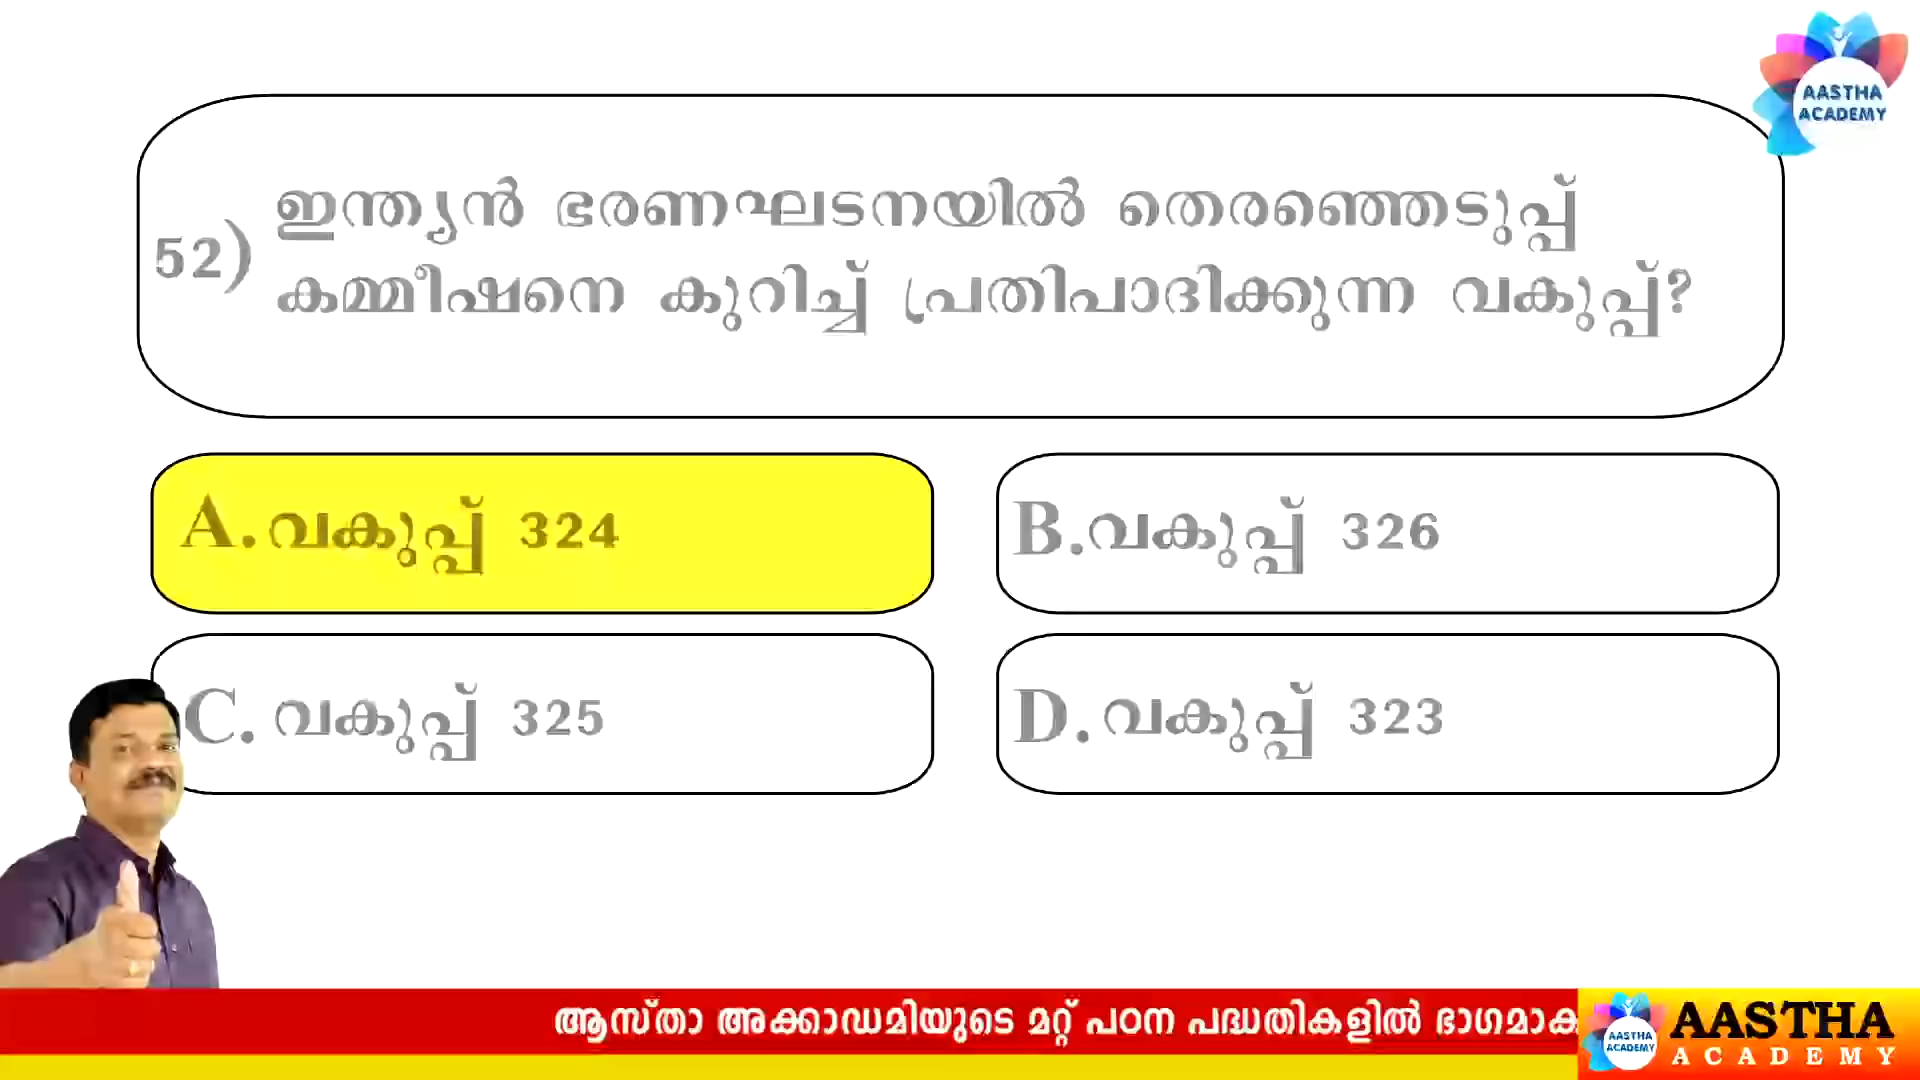 AASTHA
ACADEMY
52) ഇന്ത്യൻ ഭരണഘടനയിൽ തെരഞ്ഞെടുപ്പ്
കമ്മീഷനെ കുറിച്ച് പ്രതിപാദിക്കുന്ന വകുപ്പ്?
A. വകുപ്പ് 324
B. വകുപ്പ് 326
C. വകുപ്പ് 325
D. വകുപ്പ് 323
ആസ്താ അക്കാഡമിയുടെ മറ്റ് പഠന പദ്ധതികളിൽ ഭാഗമാക
AASTHA
ACADEMY
AASTHA
ACADEMY